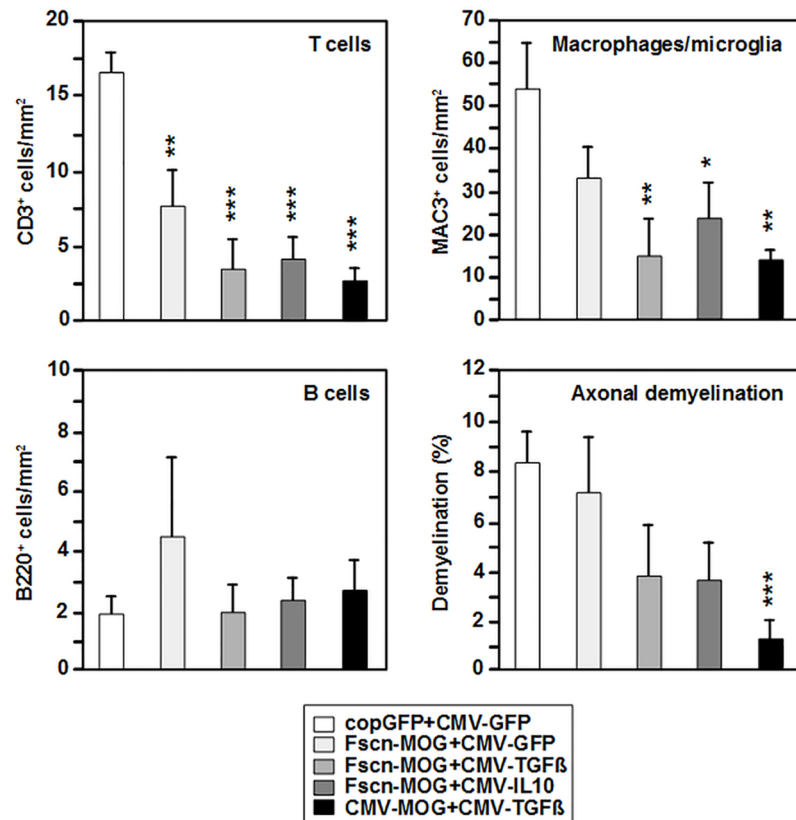 T cells
CD3⁺ cells/mm²
20
15
10
5
0
**
***
***
***
Macrophages/microglia
MAC3⁺ cells/mm²
70
60
50
40
30
20
10
0
**
*
**
B cells
B220⁺ cells/mm²
10
8
6
4
2
0
Axonal demyelination
Demyelination (%)
12
10
8
6
4
2
0
***
copGFP+CMV-GFP
Fscn-MOG+CMV-GFP
Fscn-MOG+CMV-TGFß
Fscn-MOG+CMV-IL10
CMV-MOG+CMV-TGFß